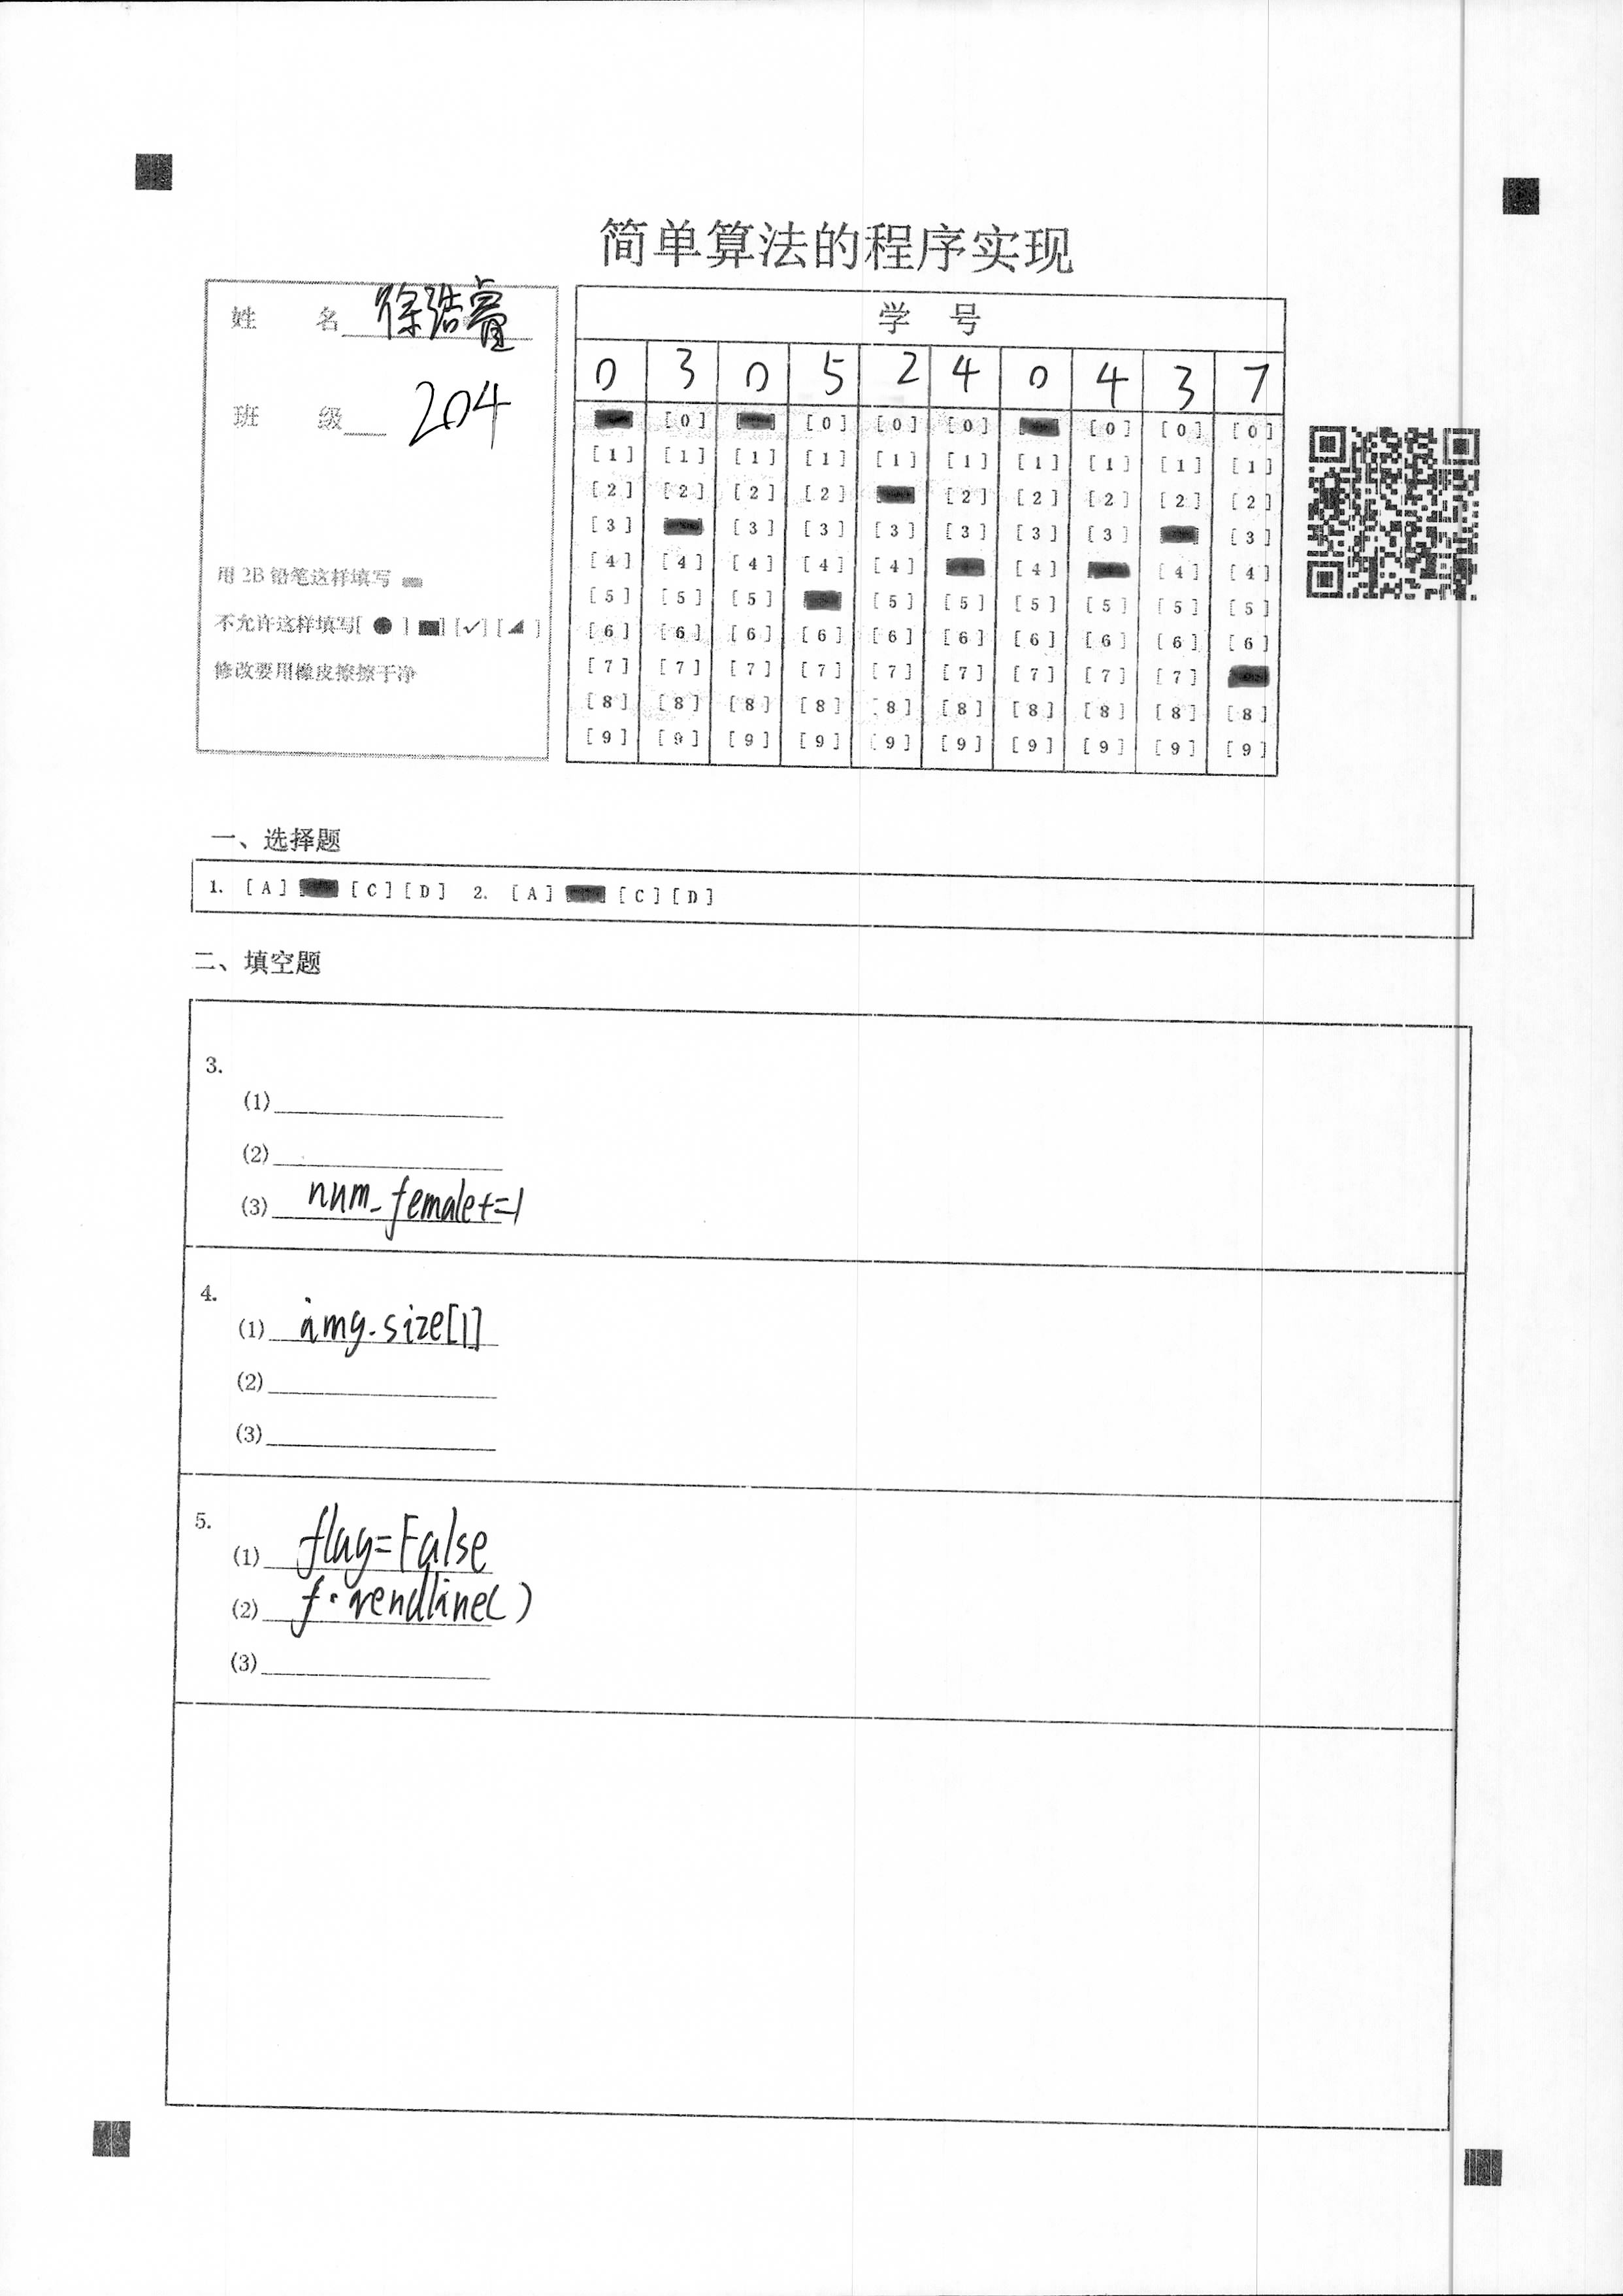 简单算法的程序实现
姓 名 徐浩睿
班 级 204
用 2B 铅笔这样填写
不允许这样填写[ ● ] [■] [✓] [◢ ]
修改要用橡皮擦擦干净
学 号
0 3 0 5 2 4 0 4 3 7
[0] [0] [0] [0] [0] [0] [0]
[1] [1] [1] [1] [1] [1] [1] [1] [1] [1]
[2] [2] [2] [2] [2] [2] [2] [2] [2]
[3] [3] [3] [3] [3] [3] [3] [3]
[4] [4] [4] [4] [4] [4] [4] [4]
[5] [5] [5] [5] [5] [5] [5] [5] [5]
[6] [6] [6] [6] [6] [6] [6] [6] [6] [6]
[7] [7] [7] [7] [7] [7] [7] [7] [7]
[8] [8] [8] [8] [8] [8] [8] [8] [8] [8]
[9] [9] [9] [9] [9] [9] [9] [9] [9] [9]
一、选择题
1. [A] [C] [D] 2. [A] [C] [D]
二、填空题
3.
(1)
(2)
(3) num_female+=1
4.
(1) img.size[1]
(2)
(3)
5.
(1) flag=False
(2) f.readline()
(3)